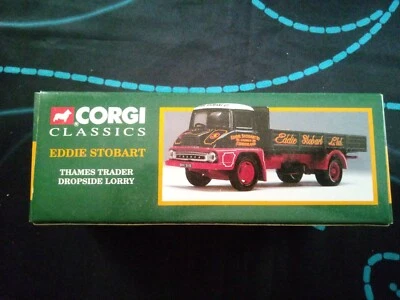 CORGI
CLASSICS
EDDIE STOBART
THAMES TRADER
DROPSIDE LORRY
Eddie Stobart Ltd.